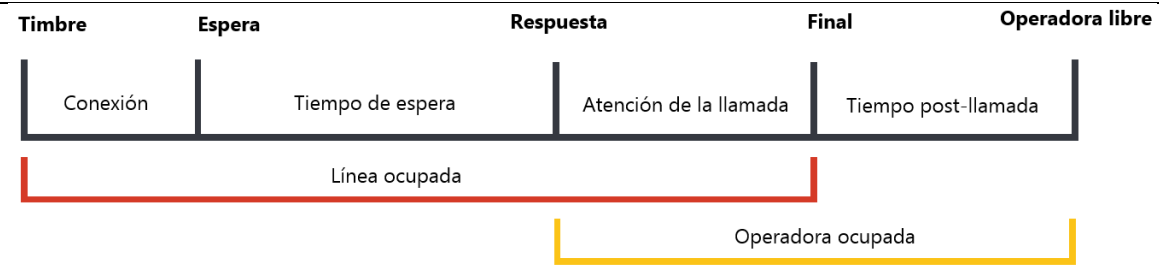 Timbre Espera Respuesta Final Operadora libre
Conexión Tiempo de espera Atención de la llamada Tiempo post-llamada
Línea ocupada
Operadora ocupada